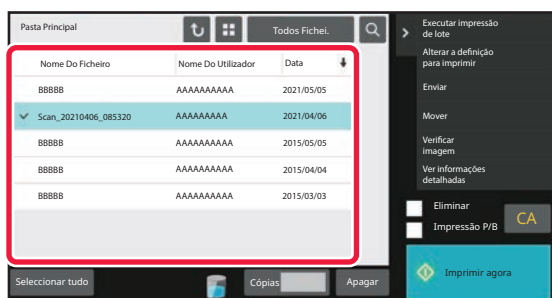 Pasta Principal
Todos Fichei.
Nome Do Ficheiro Nome Do Utilizador Data
BBBBB AAAAAAAAAA 2021/05/05
Scan_20210406_085320 AAAAAAAAA 2021/04/06
BBBBB AAAAAAAAAA 2015/05/05
BBBBB AAAAAAAAAA 2015/04/04
BBBBB AAAAAAAAAA 2015/03/03
Seleccionar tudo
Cópias
Apagar
Executar impressão
de lote
Alterar a definição
para imprimir
Enviar
Mover
Verificar
imagem
Ver informações
detalhadas
Eliminar
Impressão P/B
CA
Imprimir agora